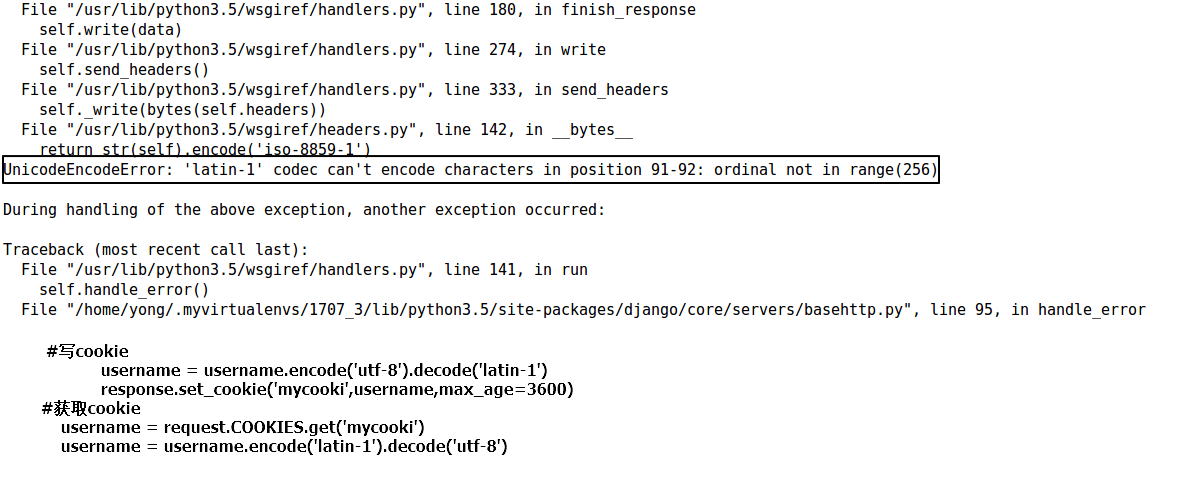 File "/usr/lib/python3.5/wsgiref/handlers.py", line 180, in finish_response
self.write(data)
File "/usr/lib/python3.5/wsgiref/handlers.py", line 274, in write
self.send_headers()
File "/usr/lib/python3.5/wsgiref/handlers.py", line 333, in send_headers
self._write(bytes(self.headers))
File "/usr/lib/python3.5/wsgiref/headers.py", line 142, in __bytes__
return str(self).encode('iso-8859-1')
UnicodeEncodeError: 'latin-1' codec can't encode characters in position 91-92: ordinal not in range(256)
During handling of the above exception, another exception occurred:
Traceback (most recent call last):
File "/usr/lib/python3.5/wsgiref/handlers.py", line 141, in run
self.handle_error()
File "/home/yong/.myvirtualenvs/1707_3/lib/python3.5/site-packages/django/core/servers/basehttp.py", line 95, in handle_error
#写cookie
username = username.encode('utf-8').decode('latin-1')
response.set_cookie('mycooki',username,max_age=3600)
#获取cookie
username = request.COOKIES.get('mycooki')
username = username.encode('latin-1').decode('utf-8')